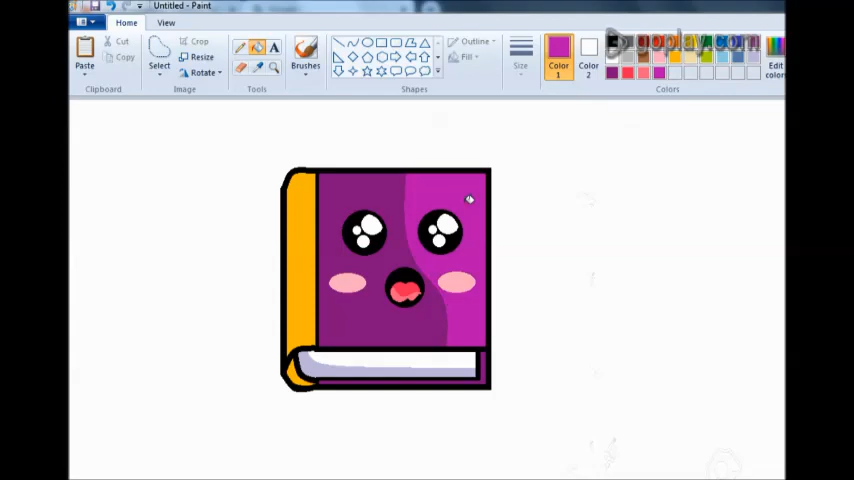 Untitled - Paint
Home
View
Cut
Copy
Paste
Clipboard
Select
Crop
Resize
Rotate
Image
A
Tools
Brushes
Outline
Fill
Shapes
Size
Color
1
Color
2
Edit
colors
Colors